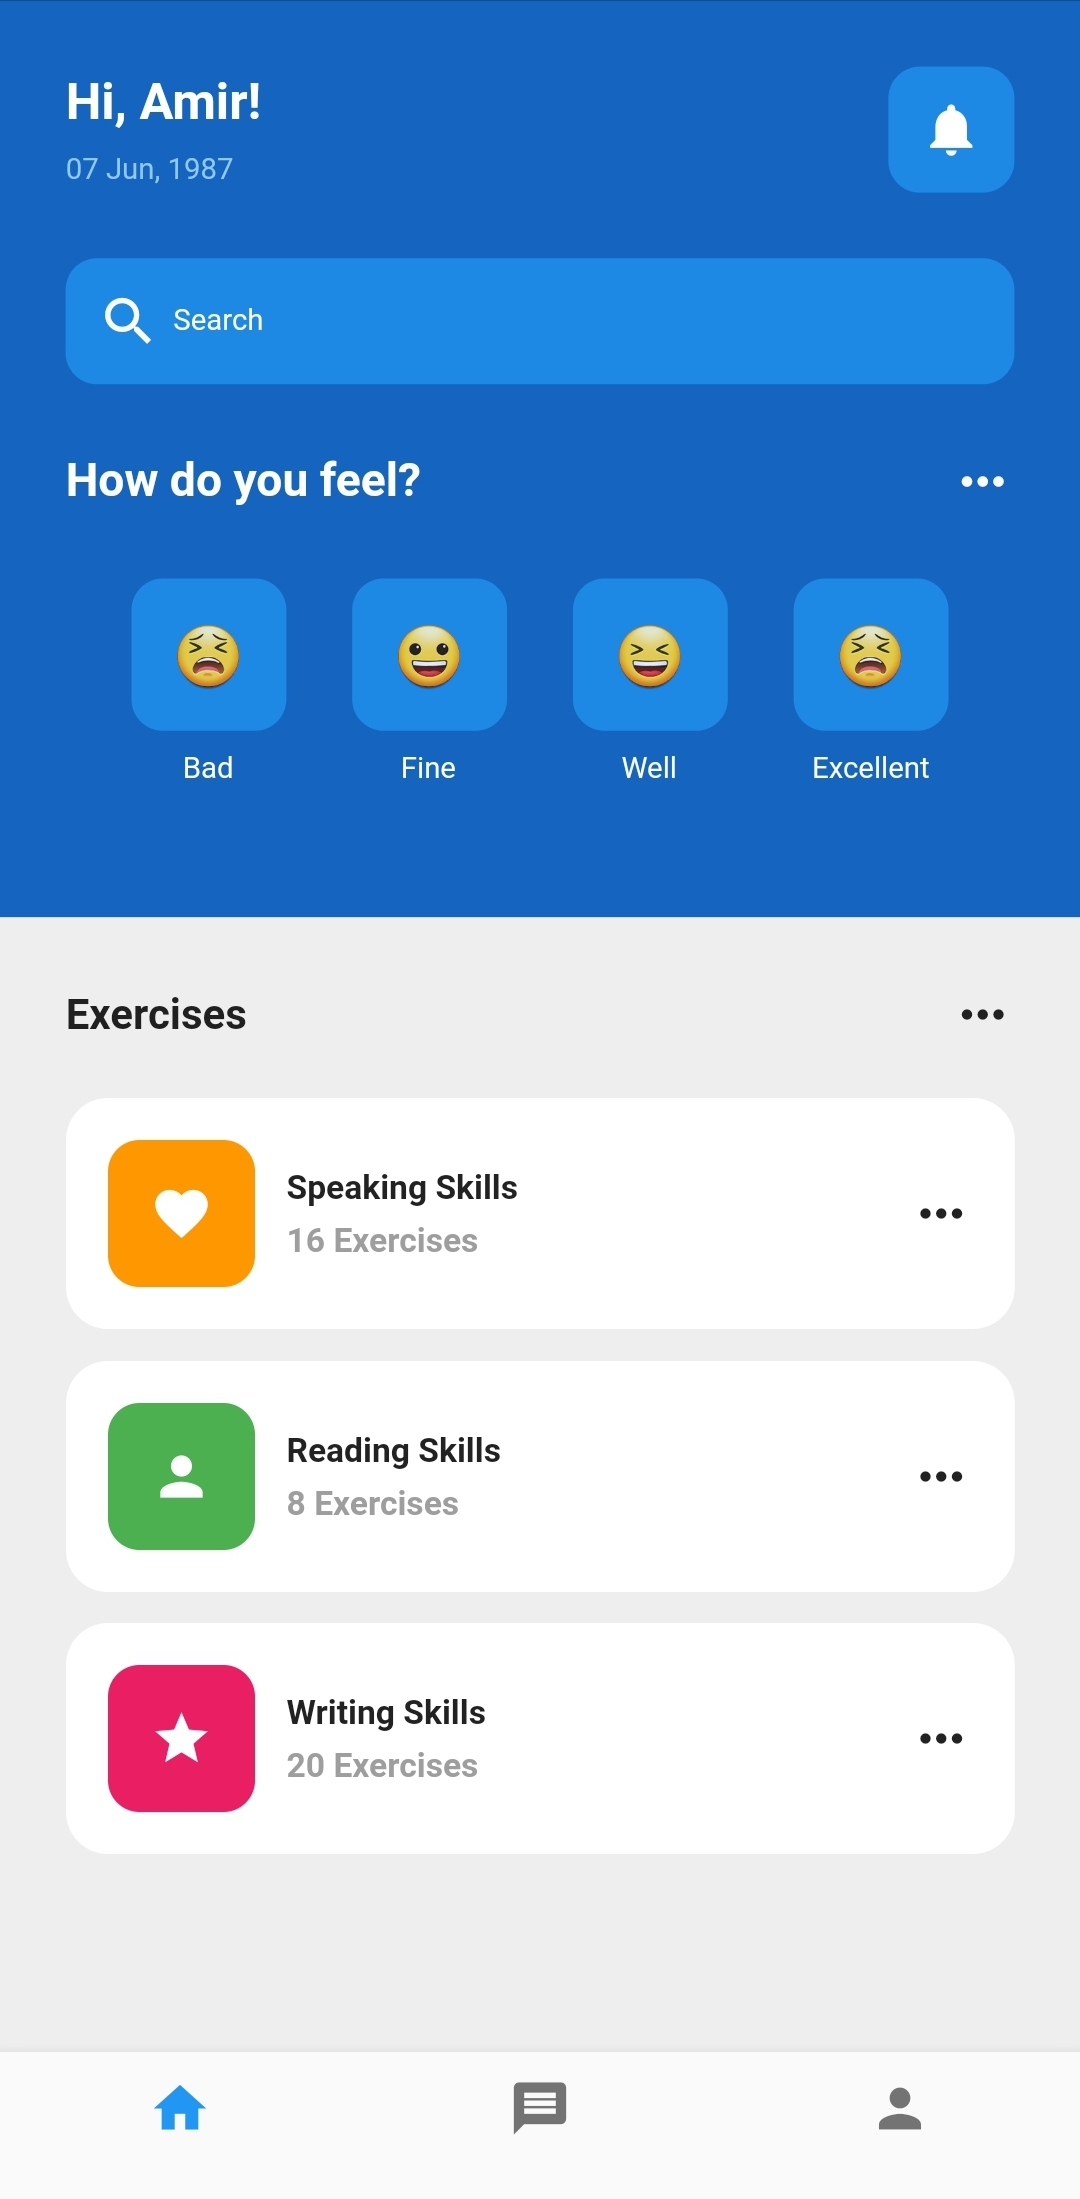 Hi, Amir!
07 Jun, 1987
Search
How do you feel?
Bad
Fine
Well
Excellent
Exercises
Speaking Skills
16 Exercises
Reading Skills
8 Exercises
Writing Skills
20 Exercises